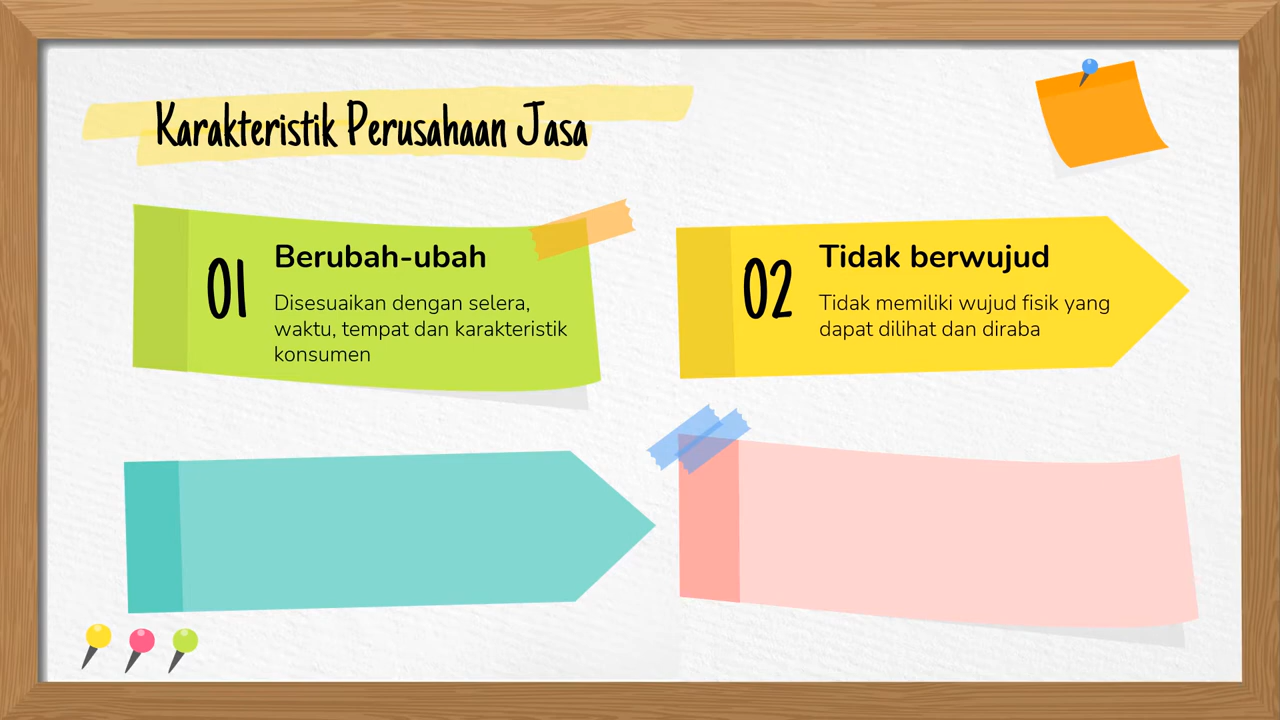 Karakteristik Perusahaan Jasa
01
Berubah-ubah
Disesuaikan dengan selera,
waktu, tempat dan karakteristik
konsumen
02
Tidak berwujud
Tidak memiliki wujud fisik yang
dapat dilihat dan diraba